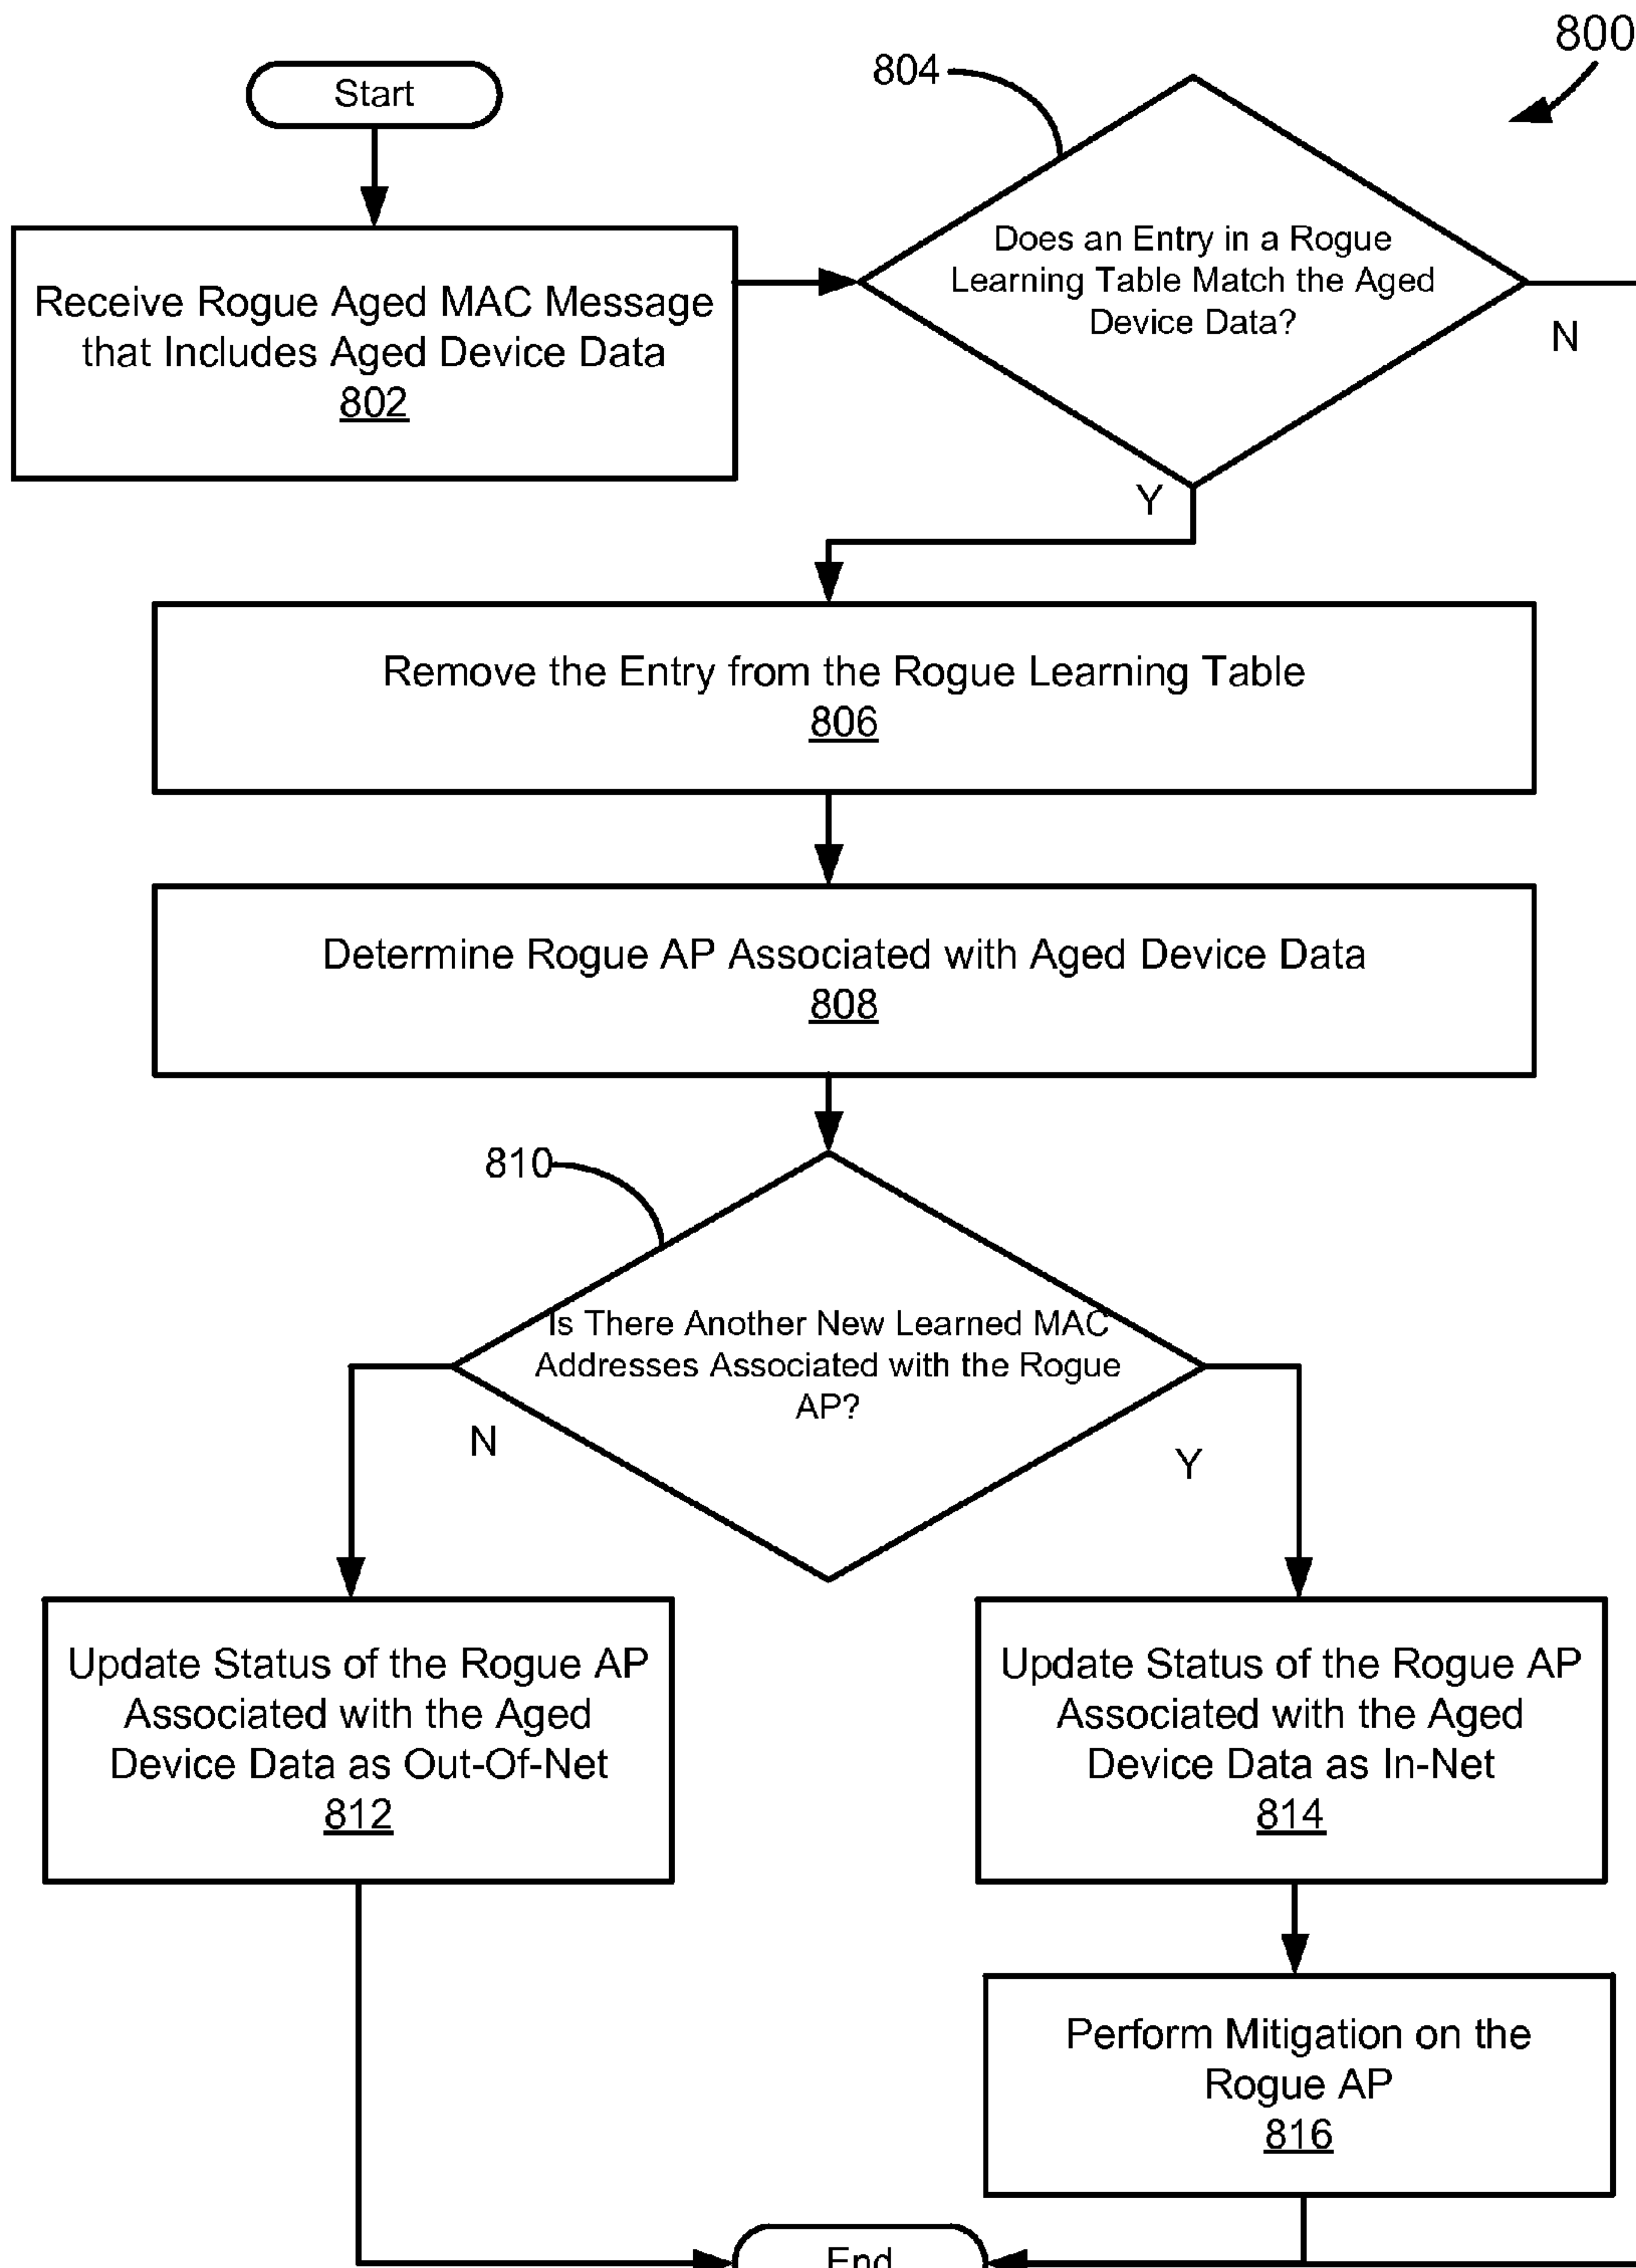 800
Start
804
Does an Entry in a Rogue
Learning Table Match the Aged
Device Data?
N
Receive Rogue Aged MAC Message
that Includes Aged Device Data
802
Y
Remove the Entry from the Rogue Learning Table
806
Determine Rogue AP Associated with Aged Device Data
808
810
Is There Another New Learned MAC
Addresses Associated with the Rogue
AP?
N
Y
Update Status of the Rogue AP
Associated with the Aged
Device Data as Out-Of-Net
812
Update Status of the Rogue AP
Associated with the Aged
Device Data as In-Net
814
Perform Mitigation on the
Rogue AP
816
End